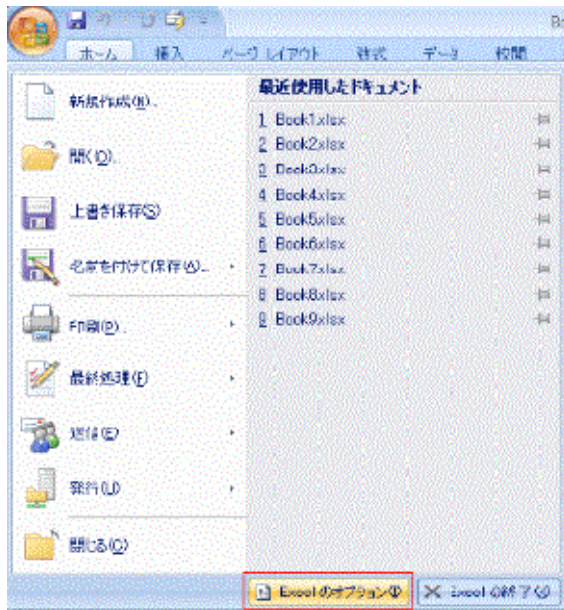 ホーム 挿入 ページ レイアウト 数式 データ 校閲
最近使用したドキュメント
新規作成(N)...
1 Book1.xlsx
2 Book2.xlsx
開く(O)...
3 Book3.xlsx
4 Book4.xlsx
上書き保存(S)
5 Book5.xlsx
6 Book6.xlsx
名前を付けて保存(A)...
7 Book7.xlsx
8 Book8.xlsx
9 Book9.xlsx
印刷(P)...
最終処理(E)
送信(D)
発行(U)
閉じる(C)
Excel のオプション(I)
Excel の終了(X)